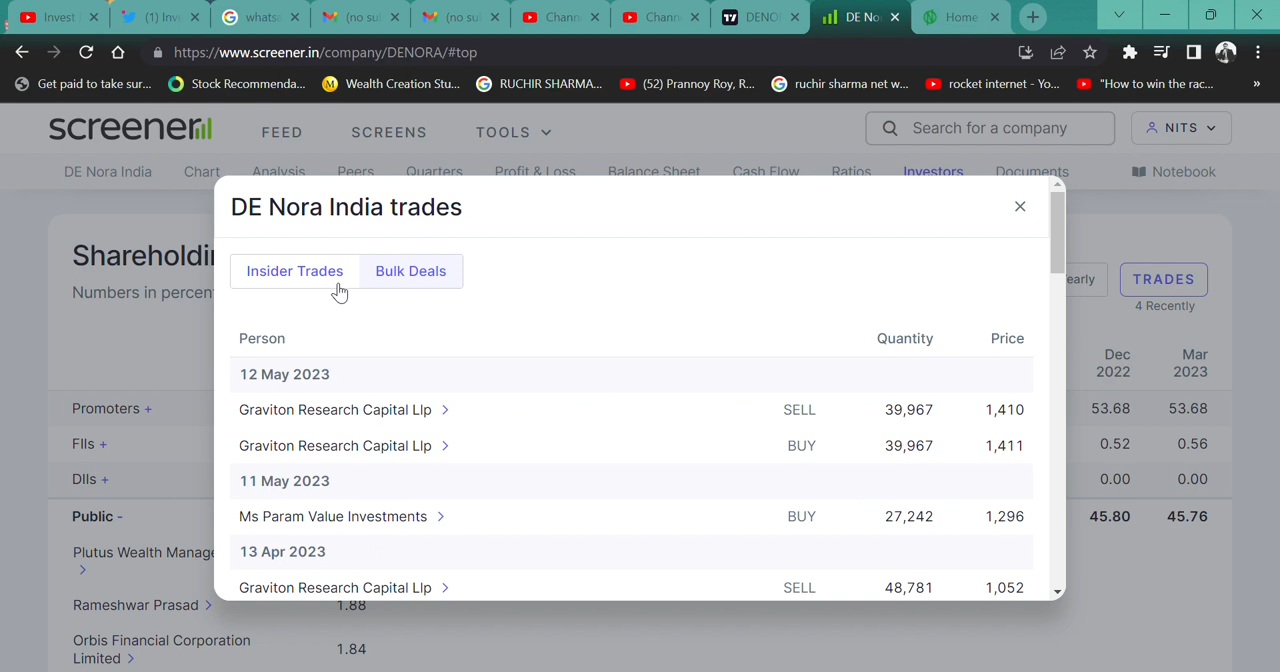 Invest
(1) Inv
whats
(no su
(no su
Chann
Chann
DENO
DE No
Home
https://www.screener.in/company/DENORA/#top
Get paid to take sur...
Stock Recommenda...
Wealth Creation Stu...
RUCHIR SHARMA...
(52) Prannoy Roy, R...
ruchir sharma net w...
rocket internet - Yo...
"How to win the rac...
»
screener
FEED
SCREENS
TOOLS
Search for a company
NITS
DE Nora India
Chart
Analysis
Peers
Quarters
Profit & Loss
Balance Sheet
Cash Flow
Ratios
Investors
Documents
Notebook
DE Nora India trades
Insider Trades
Bulk Deals
Person Quantity Price
12 May 2023
Graviton Research Capital Llp SELL 39,967 1,410
Graviton Research Capital Llp BUY 39,967 1,411
11 May 2023
Ms Param Value Investments BUY 27,242 1,296
13 Apr 2023
Graviton Research Capital Llp SELL 48,781 1,052
Shareholdin
Numbers in percen
early
TRADES
4 Recently
Dec 2022
Mar 2023
Promoters + 53.68 53.68
FIIs + 0.52 0.56
DIIs + 0.00 0.00
Public - 45.80 45.76
Plutus Wealth Manage
Rameshwar Prasad 1.88
Orbis Financial Corporation
Limited 1.84